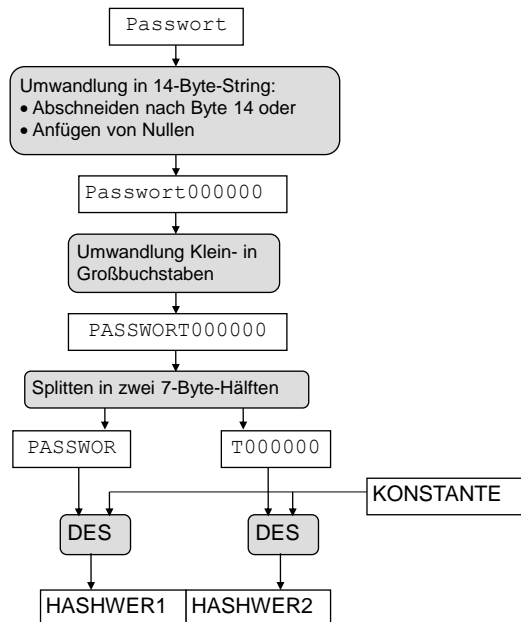 Passwort
Umwandlung in 14-Byte-String:
• Abschneiden nach Byte 14 oder
• Anfügen von Nullen
Passwort000000
Umwandlung Klein- in
Großbuchstaben
PASSWORT000000
Splitten in zwei 7-Byte-Hälften
PASSWOR
T000000
KONSTANTE
DES
DES
HASHWER1
HASHWER2